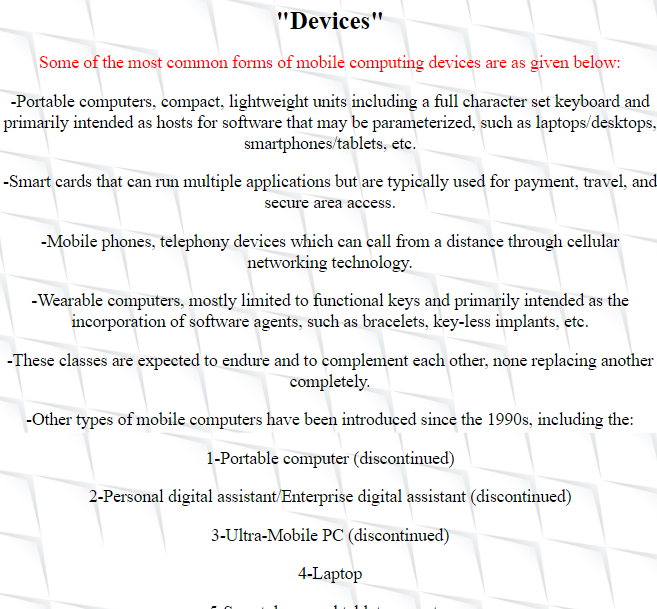 "Devices"
Some of the most common forms of mobile computing devices are as given below:
-Portable computers, compact, lightweight units including a full character set keyboard and
primarily intended as hosts for software that may be parameterized, such as laptops/desktops,
smartphones/tablets, etc.
-Smart cards that can run multiple applications but are typically used for payment, travel, and
secure area access.
-Mobile phones, telephony devices which can call from a distance through cellular
networking technology.
-Wearable computers, mostly limited to functional keys and primarily intended as the
incorporation of software agents, such as bracelets, key-less implants, etc.
-These classes are expected to endure and to complement each other, none replacing another
completely.
-Other types of mobile computers have been introduced since the 1990s, including the:
1-Portable computer (discontinued)
2-Personal digital assistant/Enterprise digital assistant (discontinued)
3-Ultra-Mobile PC (discontinued)
4-Laptop